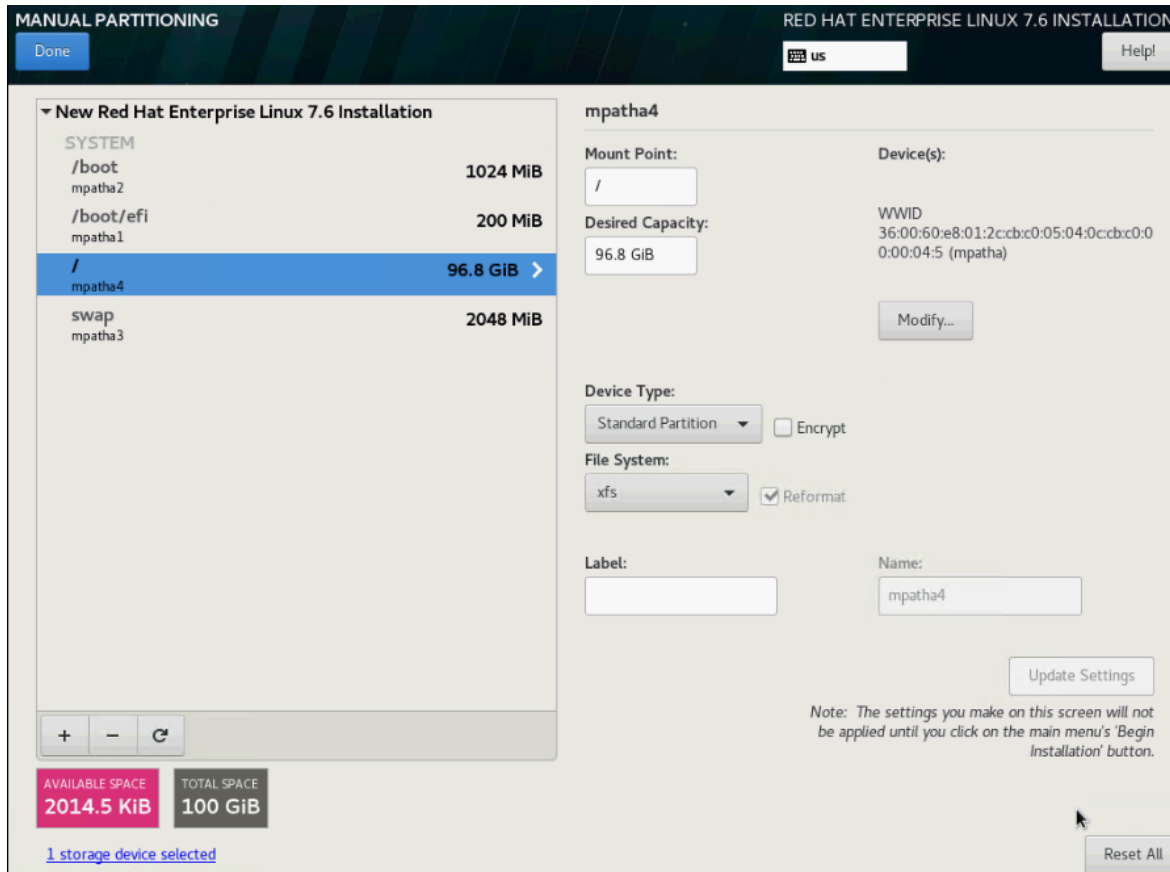 MANUAL PARTITIONING
RED HAT ENTERPRISE LINUX 7.6 INSTALLATION
Done
us
Help!
New Red Hat Enterprise Linux 7.6 Installation
SYSTEM
/boot
1024 MiB
mpatha2
/boot/efi
200 MiB
mpatha1
/
96.8 GiB
mpatha4
swap
2048 MiB
mpatha3
+
-
AVAILABLE SPACE
2014.5 KiB
TOTAL SPACE
100 GiB
1 storage device selected
mpatha4
Mount Point:
/
Desired Capacity:
96.8 GiB
Device(s):
WWID
36:00:60:e8:01:2c:cb:c0:05:04:0c:cb:c0:0
0:00:04:5 (mpatha)
Modify...
Device Type:
Standard Partition
Encrypt
File System:
xfs
Reformat
Label:
Name:
mpatha4
Update Settings
Note: The settings you make on this screen will not
be applied until you click on the main menu's 'Begin
Installation' button.
Reset All